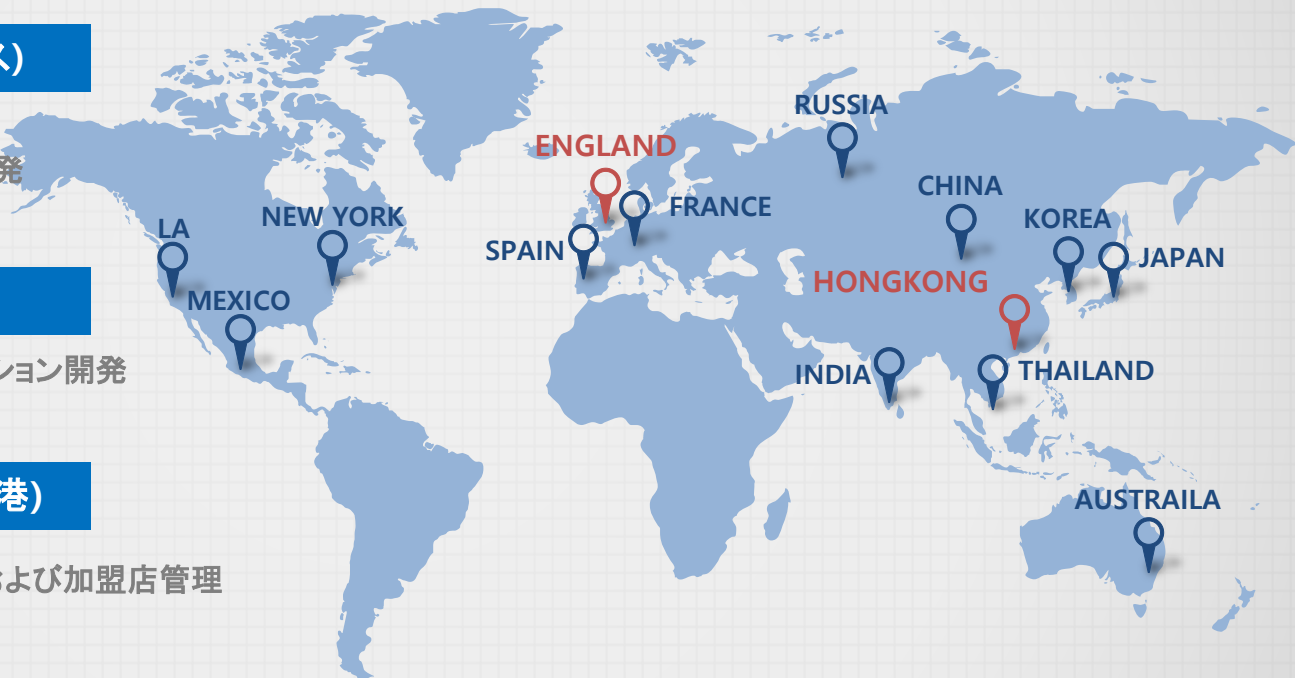 ス)
発
ション開発
港)
および加盟店管理
RUSSIA
ENGLAND
CHINA
FRANCE
KOREA
NEW YORK
LA
SPAIN
JAPAN
HONGKONG
MEXICO
INDIA
THAILAND
AUSTRAILA